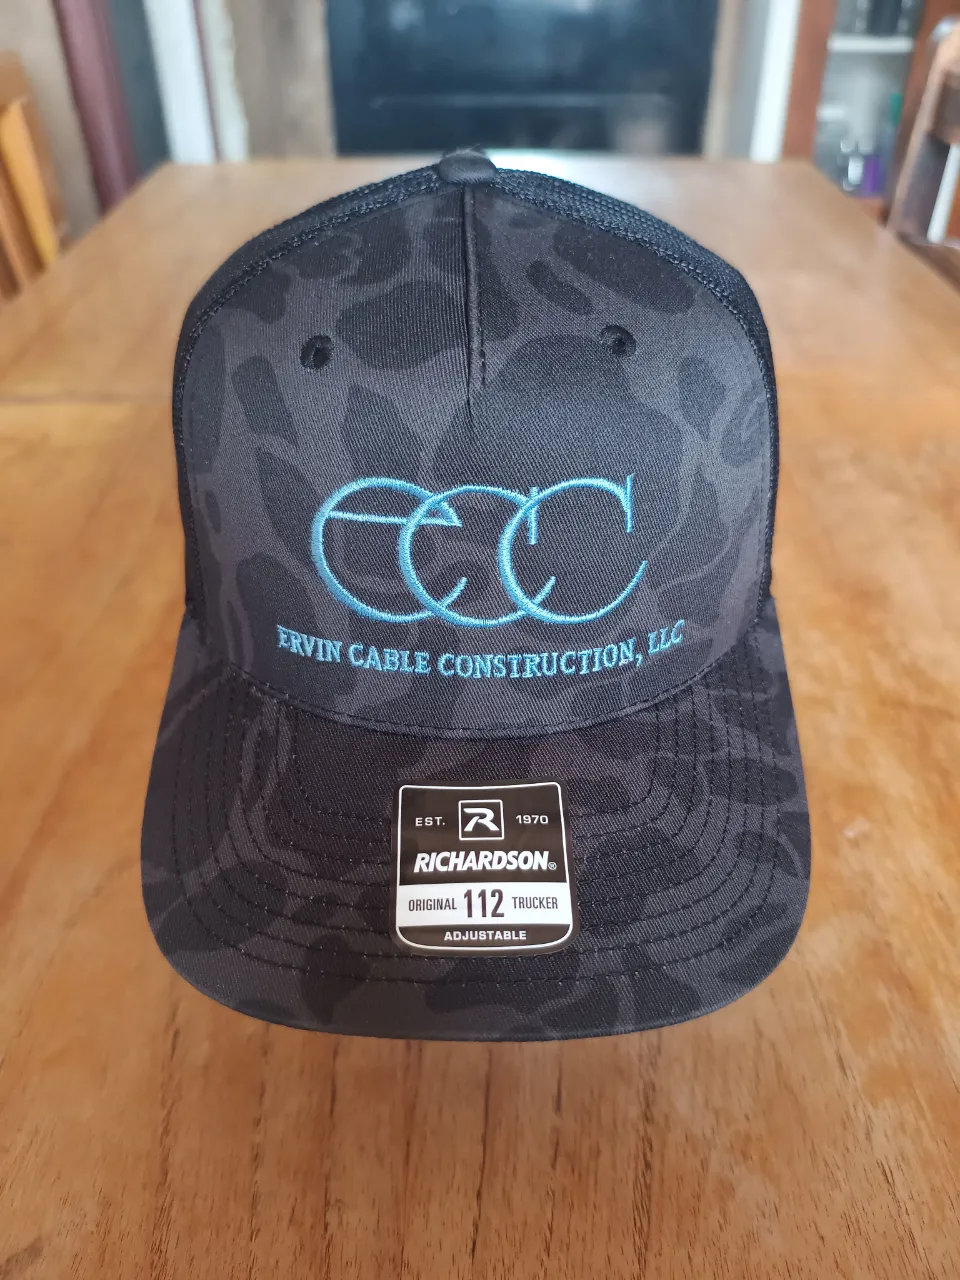 ECC
ERVIN CABLE CONSTRUCTION, LLC
EST. R 1970
RICHARDSON®
ORIGINAL 112 TRUCKER
ADJUSTABLE